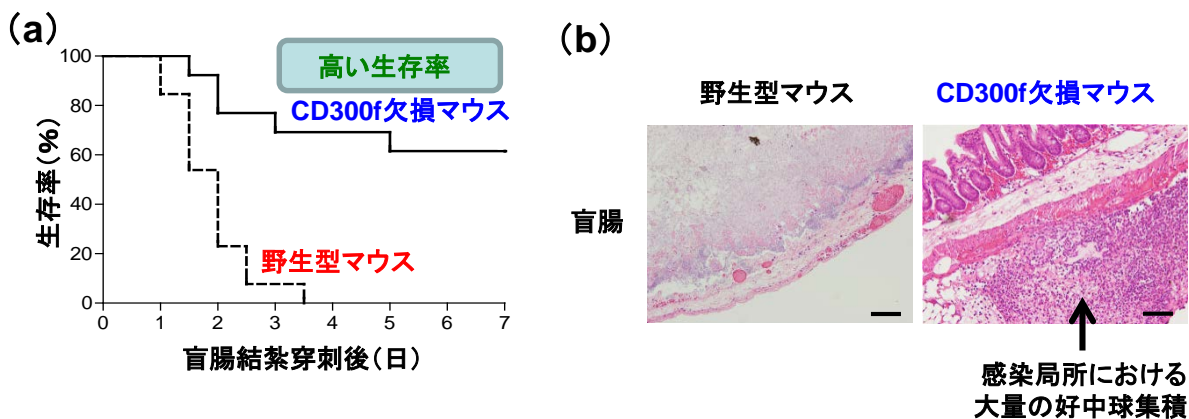 (a)
100
80
60
40
20
0
生存率(%)
高い生存率
CD300f欠損マウス
野生型マウス
0 1 2 3 4 5 6 7
盲腸結紮穿刺後(日)
(b)
野生型マウス
CD300f欠損マウス
盲腸
感染局所における
大量の好中球集積